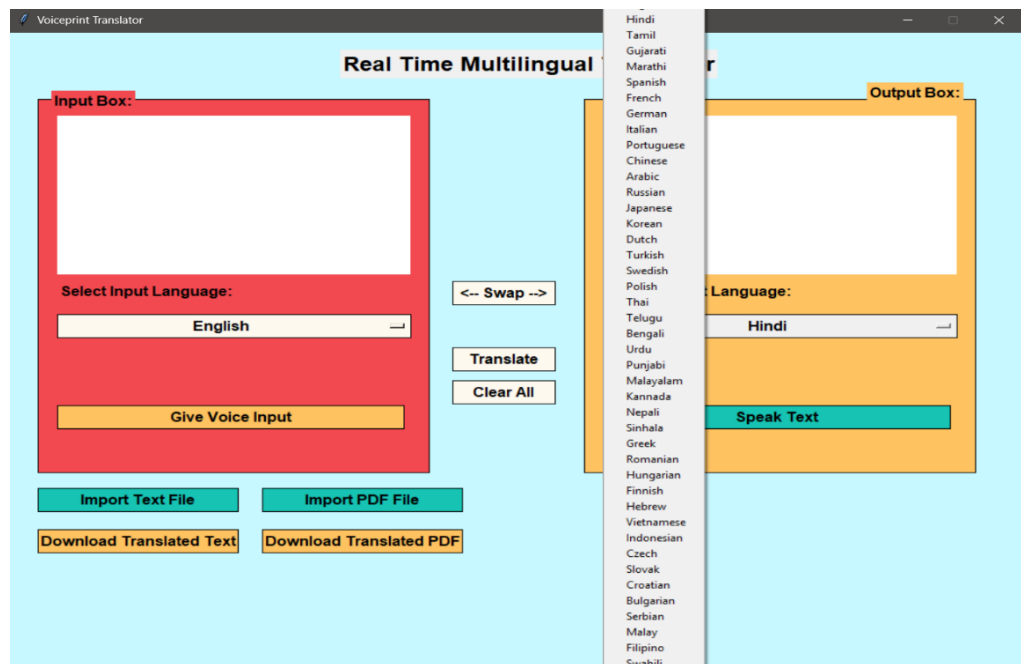 Voiceprint Translator
Real Time Multilingual
Input Box:
Select Input Language:
English
Give Voice Input
Import Text File
Import PDF File
Download Translated Text
Download Translated PDF
<-- Swap -->
Translate
Clear All
Hindi
Tamil
Gujarati
Marathi
Spanish
French
German
Italian
Portuguese
Chinese
Arabic
Russian
Japanese
Korean
Dutch
Turkish
Swedish
Polish
Thai
Telugu
Bengali
Urdu
Punjabi
Malayalam
Kannada
Nepali
Sinhala
Greek
Romanian
Hungarian
Finnish
Hebrew
Vietnamese
Indonesian
Czech
Slovak
Croatian
Bulgarian
Serbian
Malay
Filipino
Swahili
Output Box:
Language:
Hindi
Speak Text